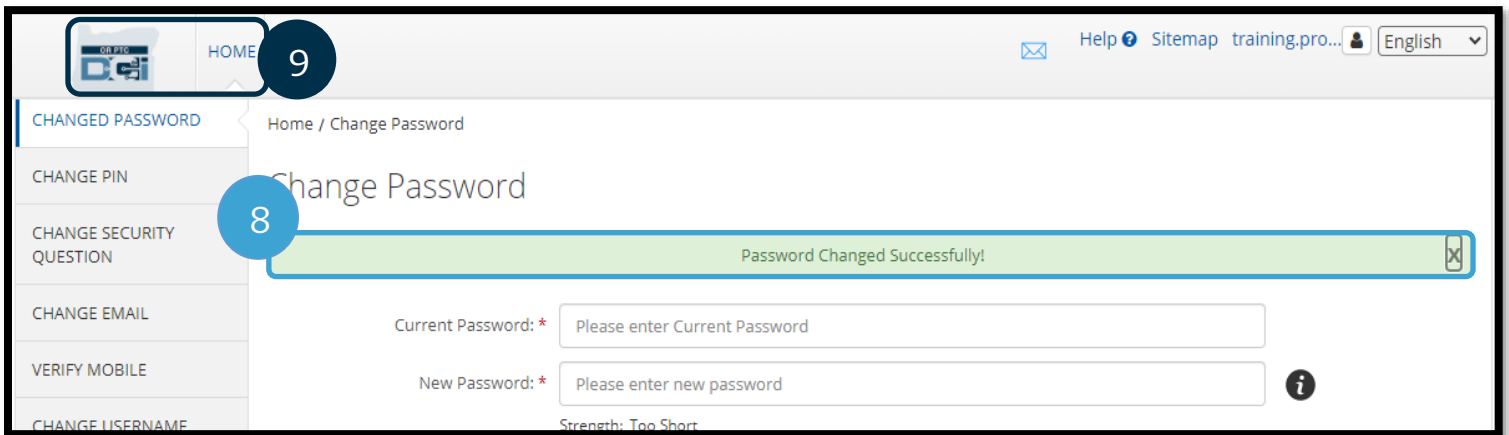 OR PTC
DCI
HOME
9
Help ? Sitemap training.pro... English
CHANGED PASSWORD
Home / Change Password
CHANGE PIN
Change Password
8
CHANGE SECURITY
QUESTION
Password Changed Successfully!
X
CHANGE EMAIL
Current Password: * Please enter Current Password
VERIFY MOBILE
New Password: * Please enter new password
i
CHANGE USERNAME
Strength: Too Short